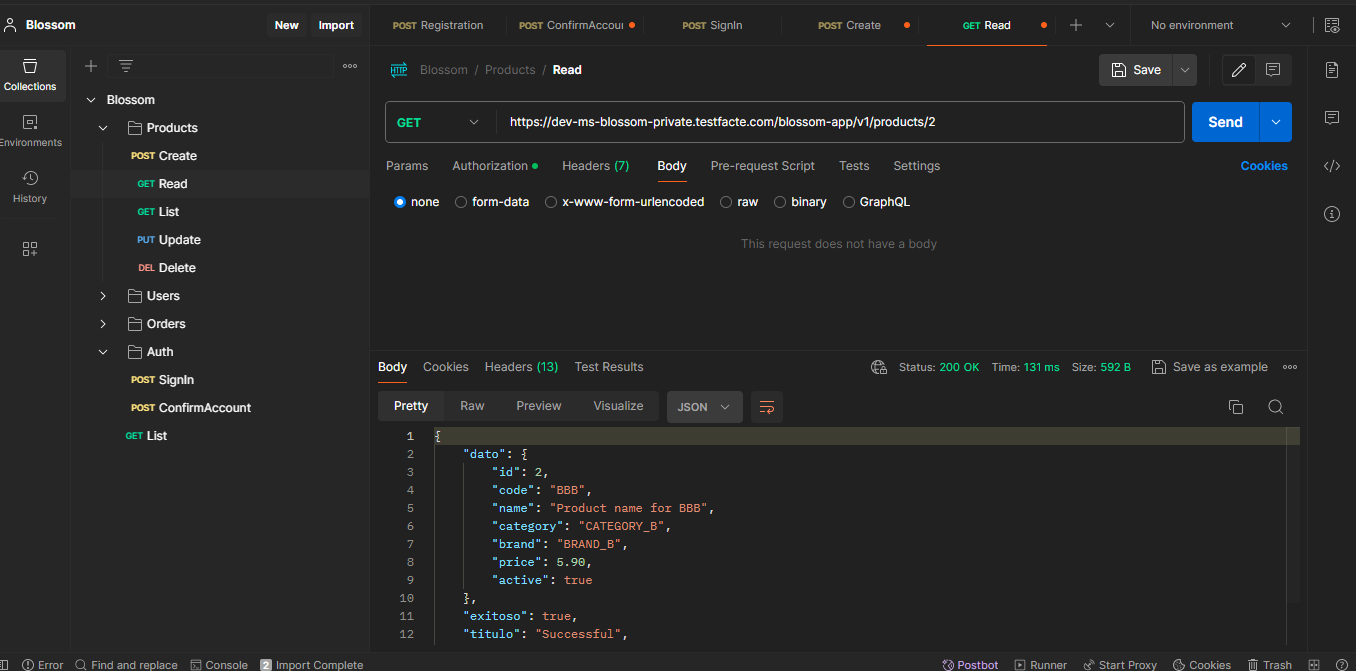 Blossom
New
Import
POST Registration
POST ConfirmAccour
POST SignIn
POST Create
GET Read
No environment
Collections
Environments
History
Blossom
Products
POST Create
GET Read
GET List
PUT Update
DEL Delete
Users
Orders
Auth
POST SignIn
POST ConfirmAccount
GET List
HTTP
Blossom / Products / Read
Save
GET
https://dev-ms-blossom-private.testfacte.com/blossom-app/v1/products/2
Send
Params
Authorization
Headers (7)
Body
Pre-request Script
Tests
Settings
Cookies
none
form-data
x-www-form-urlencoded
raw
binary
GraphQL
This request does not have a body
Body
Cookies
Headers (13)
Test Results
Status: 200 OK
Time: 131 ms
Size: 592 B
Save as example
Pretty
Raw
Preview
Visualize
JSON
1 {
2 "dato": {
3 "id": 2,
4 "code": "BBB",
5 "name": "Product name for BBB",
6 "category": "CATEGORY_B",
7 "brand": "BRAND_B",
8 "price": 5.90,
9 "active": true
10 },
11 "exitoso": true,
12 "titulo": "Successful",
Error
Find and replace
Console
2 Import Complete
Postbot
Runner
Start Proxy
Cookies
Trash